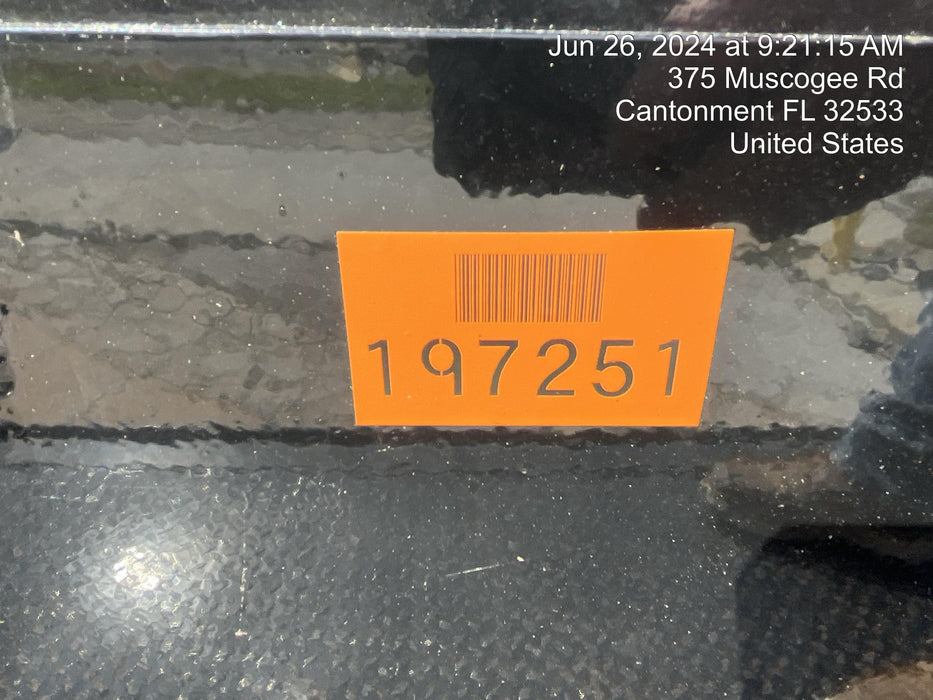 Jun 26, 2024 at 9:21:15 AM
375 Muscogee Rd
Cantonment FL 32533
United States
197251